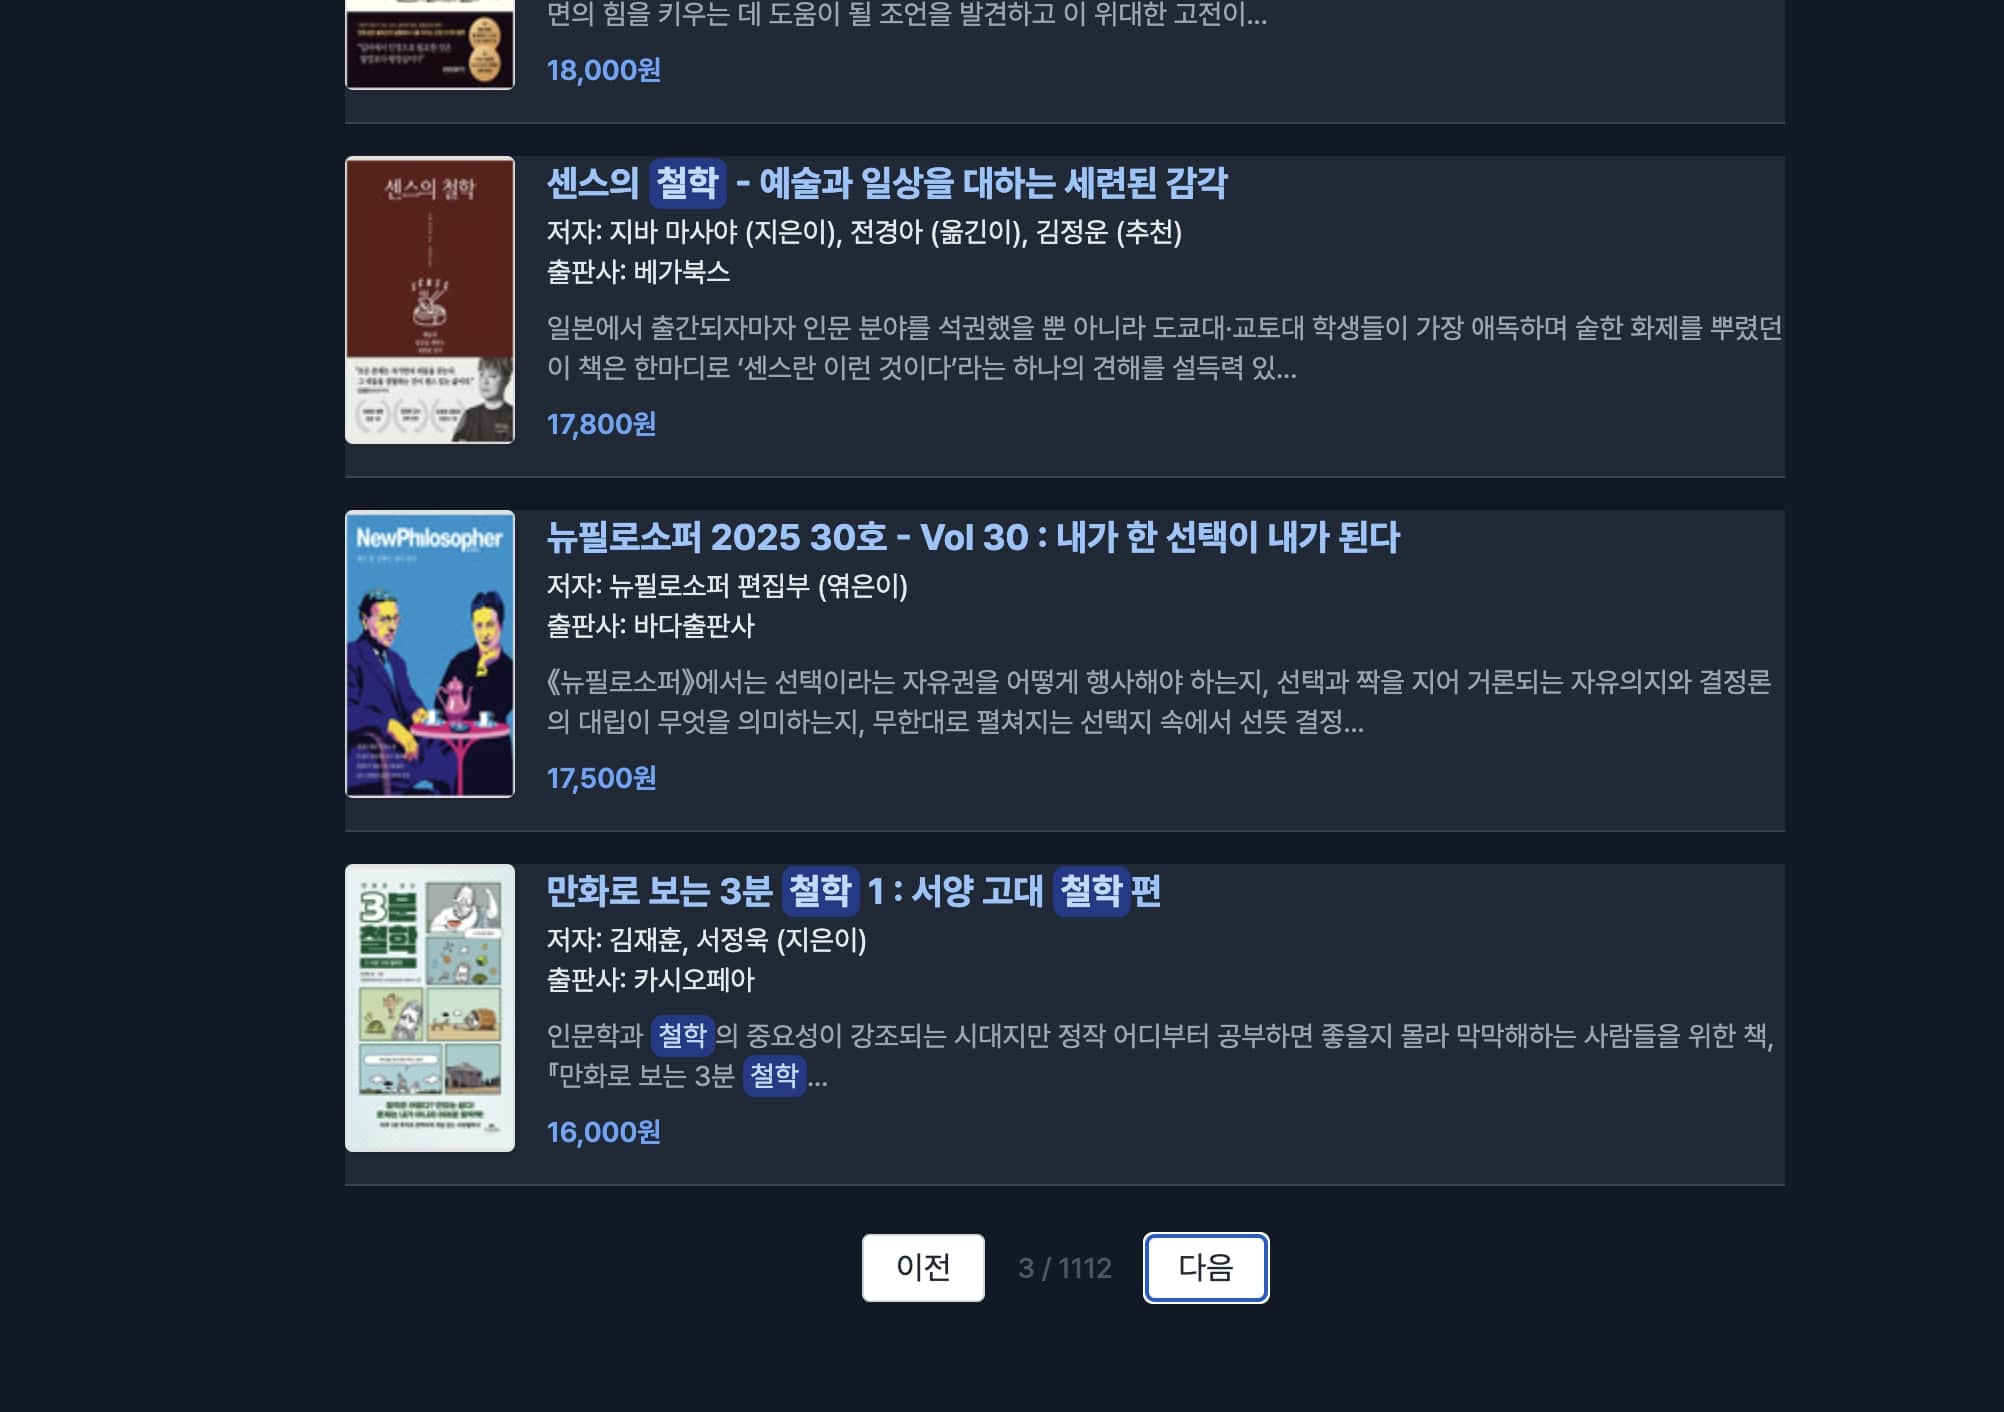 면의 힘을 키우는 데 도움이 될 조언을 발견하고 이 위대한 고전이...
18,000원
센스의 철학
센스의 철학 - 예술과 일상을 대하는 세련된 감각
저자: 지바 마사야 (지은이), 전경아 (옮긴이), 김정운 (추천)
출판사: 베가북스
일본에서 출간되자마자 인문 분야를 석권했을 뿐 아니라 도쿄대·교토대 학생들이 가장 애독하며 숱한 화제를 뿌렸던
이 책은 한마디로 ‘센스란 이런 것이다’라는 하나의 견해를 설득력 있...
17,800원
NewPhilosopher
뉴필로소퍼 2025 30호 - Vol 30 : 내가 한 선택이 내가 된다
저자: 뉴필로소퍼 편집부 (엮은이)
출판사: 바다출판사
《뉴필로소퍼》에서는 선택이라는 자유권을 어떻게 행사해야 하는지, 선택과 짝을 지어 거론되는 자유의지와 결정론
의 대립이 무엇을 의미하는지, 무한대로 펼쳐지는 선택지 속에서 선뜻 결정...
17,500원
3분
철학
만화로 보는 3분 철학 1 : 서양 고대 철학편
저자: 김재훈, 서정욱 (지은이)
출판사: 카시오페아
인문학과 철학의 중요성이 강조되는 시대지만 정작 어디부터 공부하면 좋을지 몰라 막막해하는 사람들을 위한 책,
『만화로 보는 3분 철학...
16,000원
이전
3 / 1112
다음